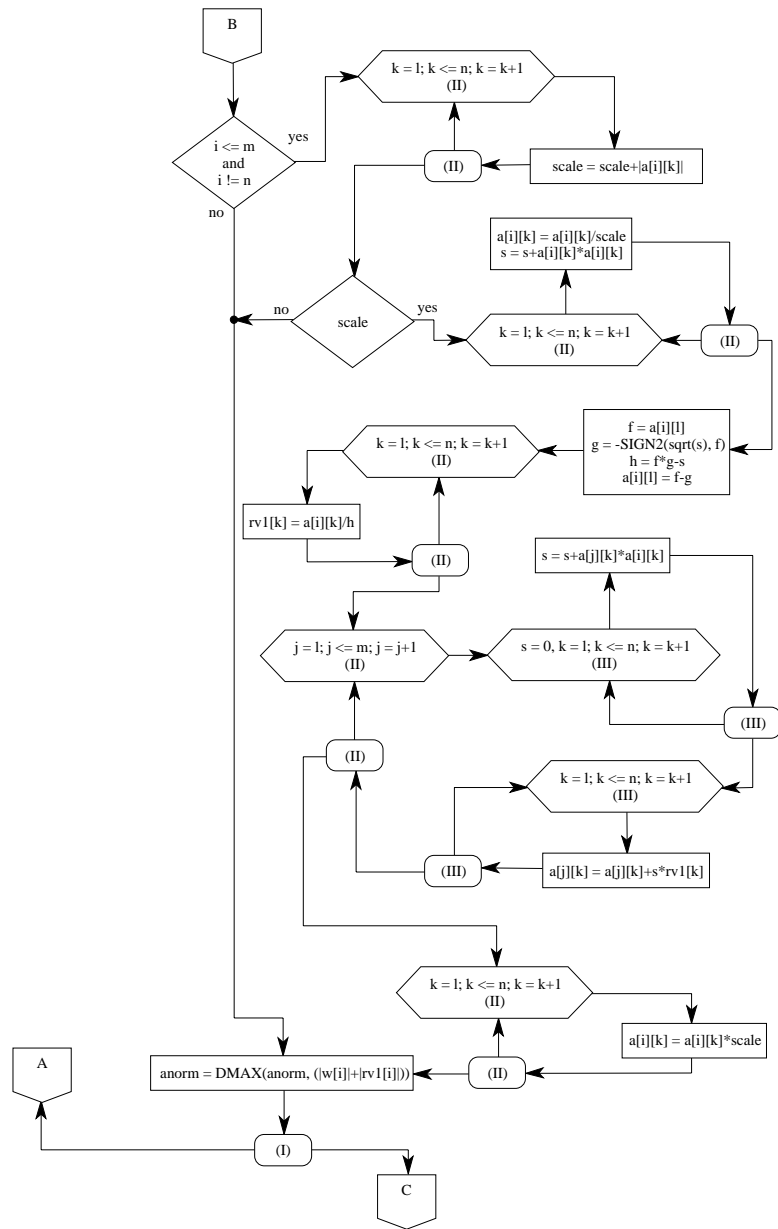 B
k = l; k <= n; k = k+1
(II)
yes
i <= m
and
i != n
(II)
scale = scale+|a[i][k]|
no
a[i][k] = a[i][k]/scale
s = s+a[i][k]*a[i][k]
no
scale
yes
k = l; k <= n; k = k+1
(II)
(II)
f = a[i][l]
g = -SIGN2(sqrt(s), f)
h = f*g-s
a[i][l] = f-g
k = l; k <= n; k = k+1
(II)
rv1[k] = a[i][k]/h
(II)
s = s+a[j][k]*a[i][k]
j = l; j <= m; j = j+1
(II)
s = 0, k = l; k <= n; k = k+1
(III)
(III)
(II)
k = l; k <= n; k = k+1
(III)
(III)
a[j][k] = a[j][k]+s*rv1[k]
k = l; k <= n; k = k+1
(II)
a[i][k] = a[i][k]*scale
A
anorm = DMAX(anorm, (|w[i]|+|rv1[i]|))
(II)
(I)
C